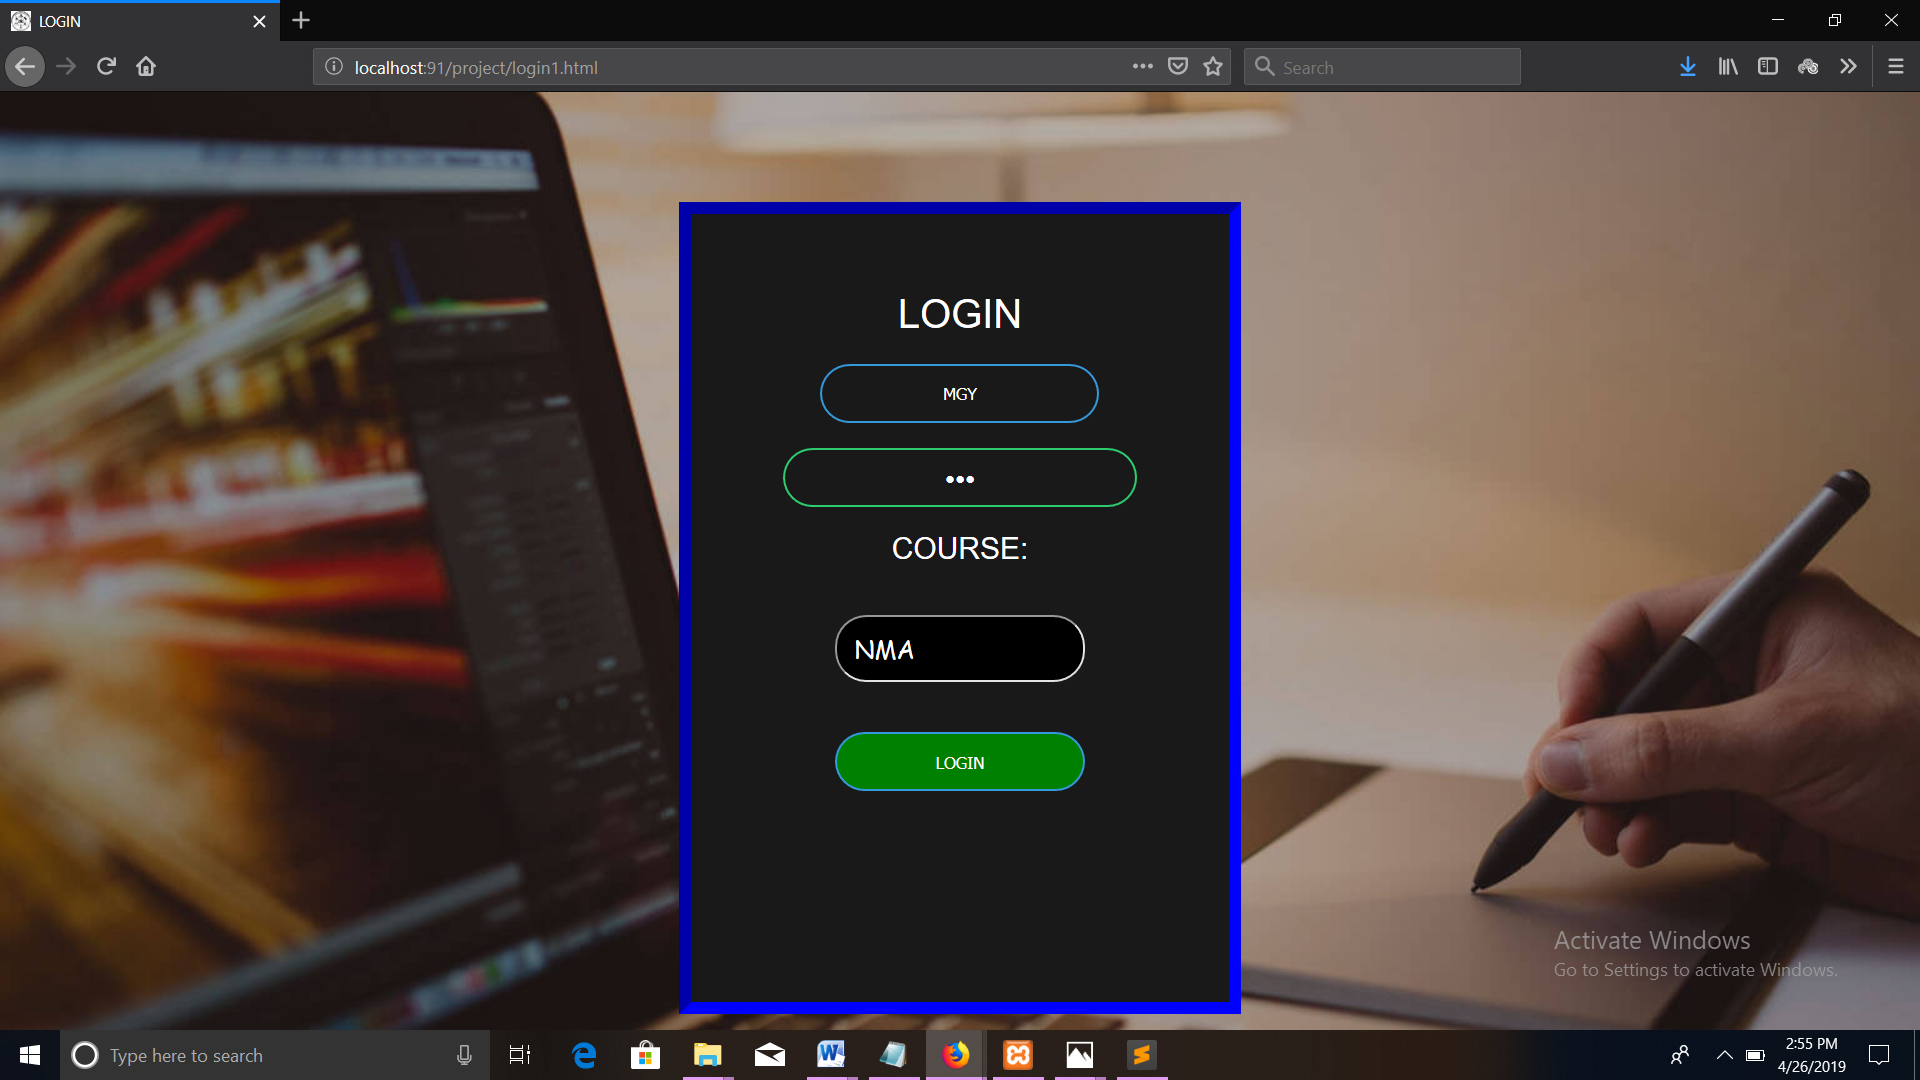 LOGIN
localhost:91/project/login1.html
Search
LOGIN
MGY
•••
COURSE:
NMA
LOGIN
Activate Windows
Go to Settings to activate Windows.
Type here to search
2:55 PM
4/26/2019